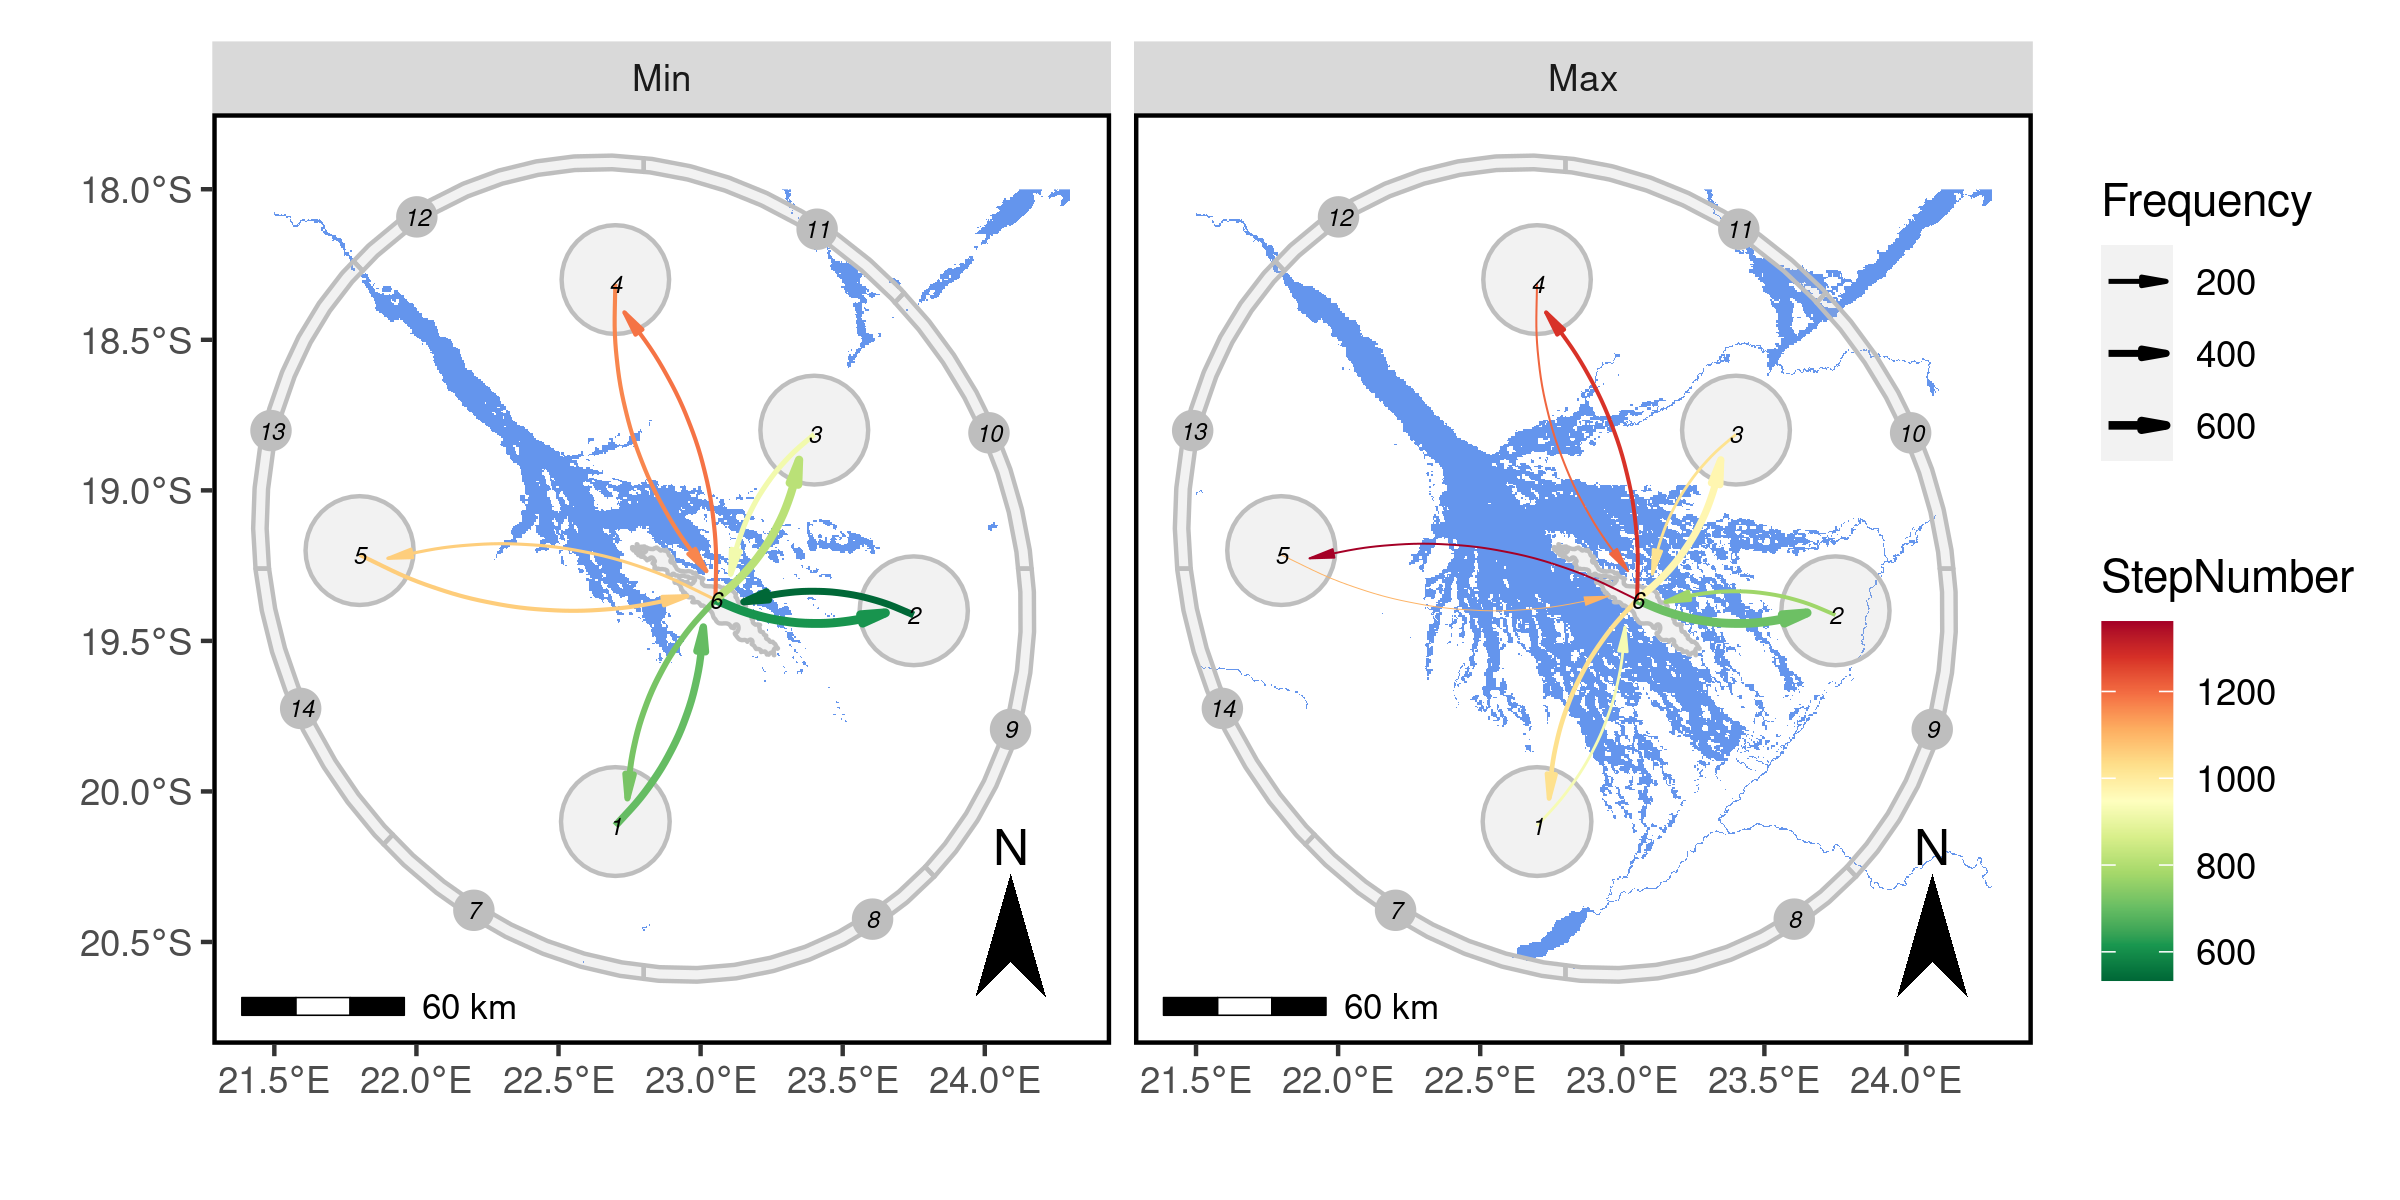 Min
Max
18.0°S
18.5°S
19.0°S
19.5°S
20.0°S
20.5°S
12
11
4
13
3
10
5
6
2
14
9
1
7
8
N
60 km
21.5°E
22.0°E
22.5°E
23.0°E
23.5°E
24.0°E
12
11
4
13
3
10
5
6
2
14
9
1
7
8
N
60 km
21.5°E
22.0°E
22.5°E
23.0°E
23.5°E
24.0°E
Frequency
200
400
600
StepNumber
1200
1000
800
600